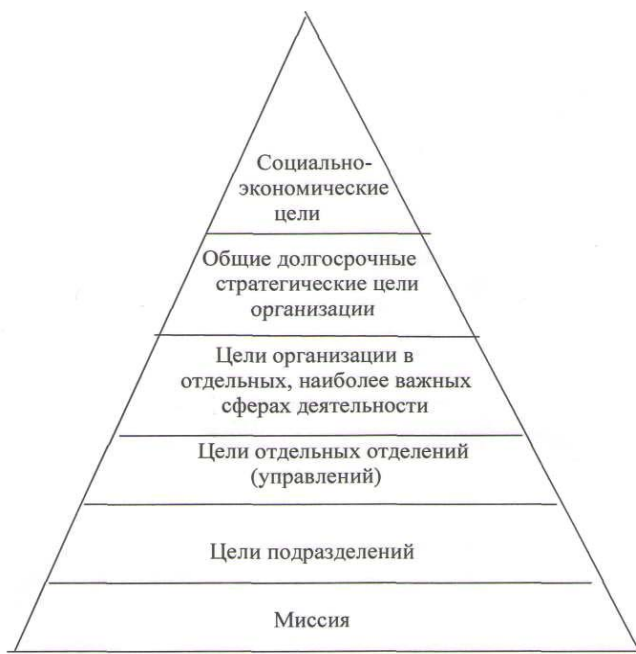 Социально-
экономические
цели
Общие долгосрочные
стратегические цели
организации
Цели организации в
отдельных, наиболее важных
сферах деятельности
Цели отдельных отделений
(управлений)
Цели подразделений
Миссия